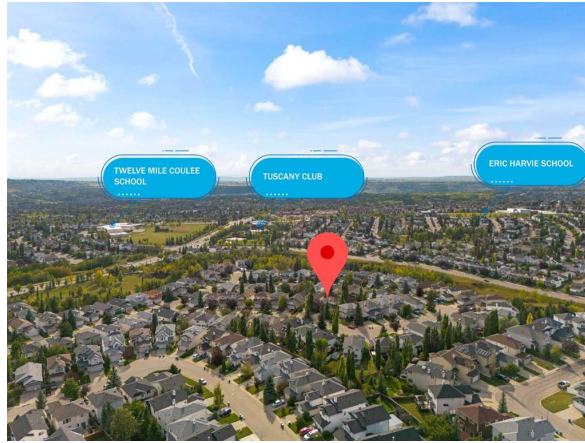 TWELVE MILE COULEE
SCHOOL
TUSCANY CLUB
ERIC HARVIE SCHOOL